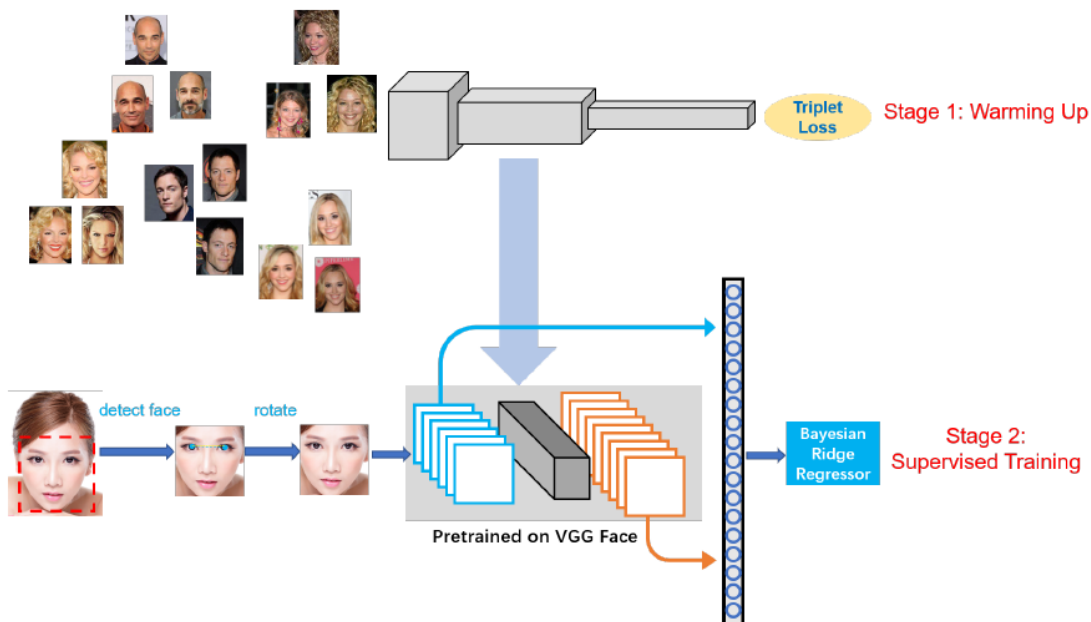 Triplet
Loss
Stage 1: Warming Up
detect face
rotate
Pretrained on VGG Face
Bayesian
Ridge
Regressor
Stage 2:
Supervised Training